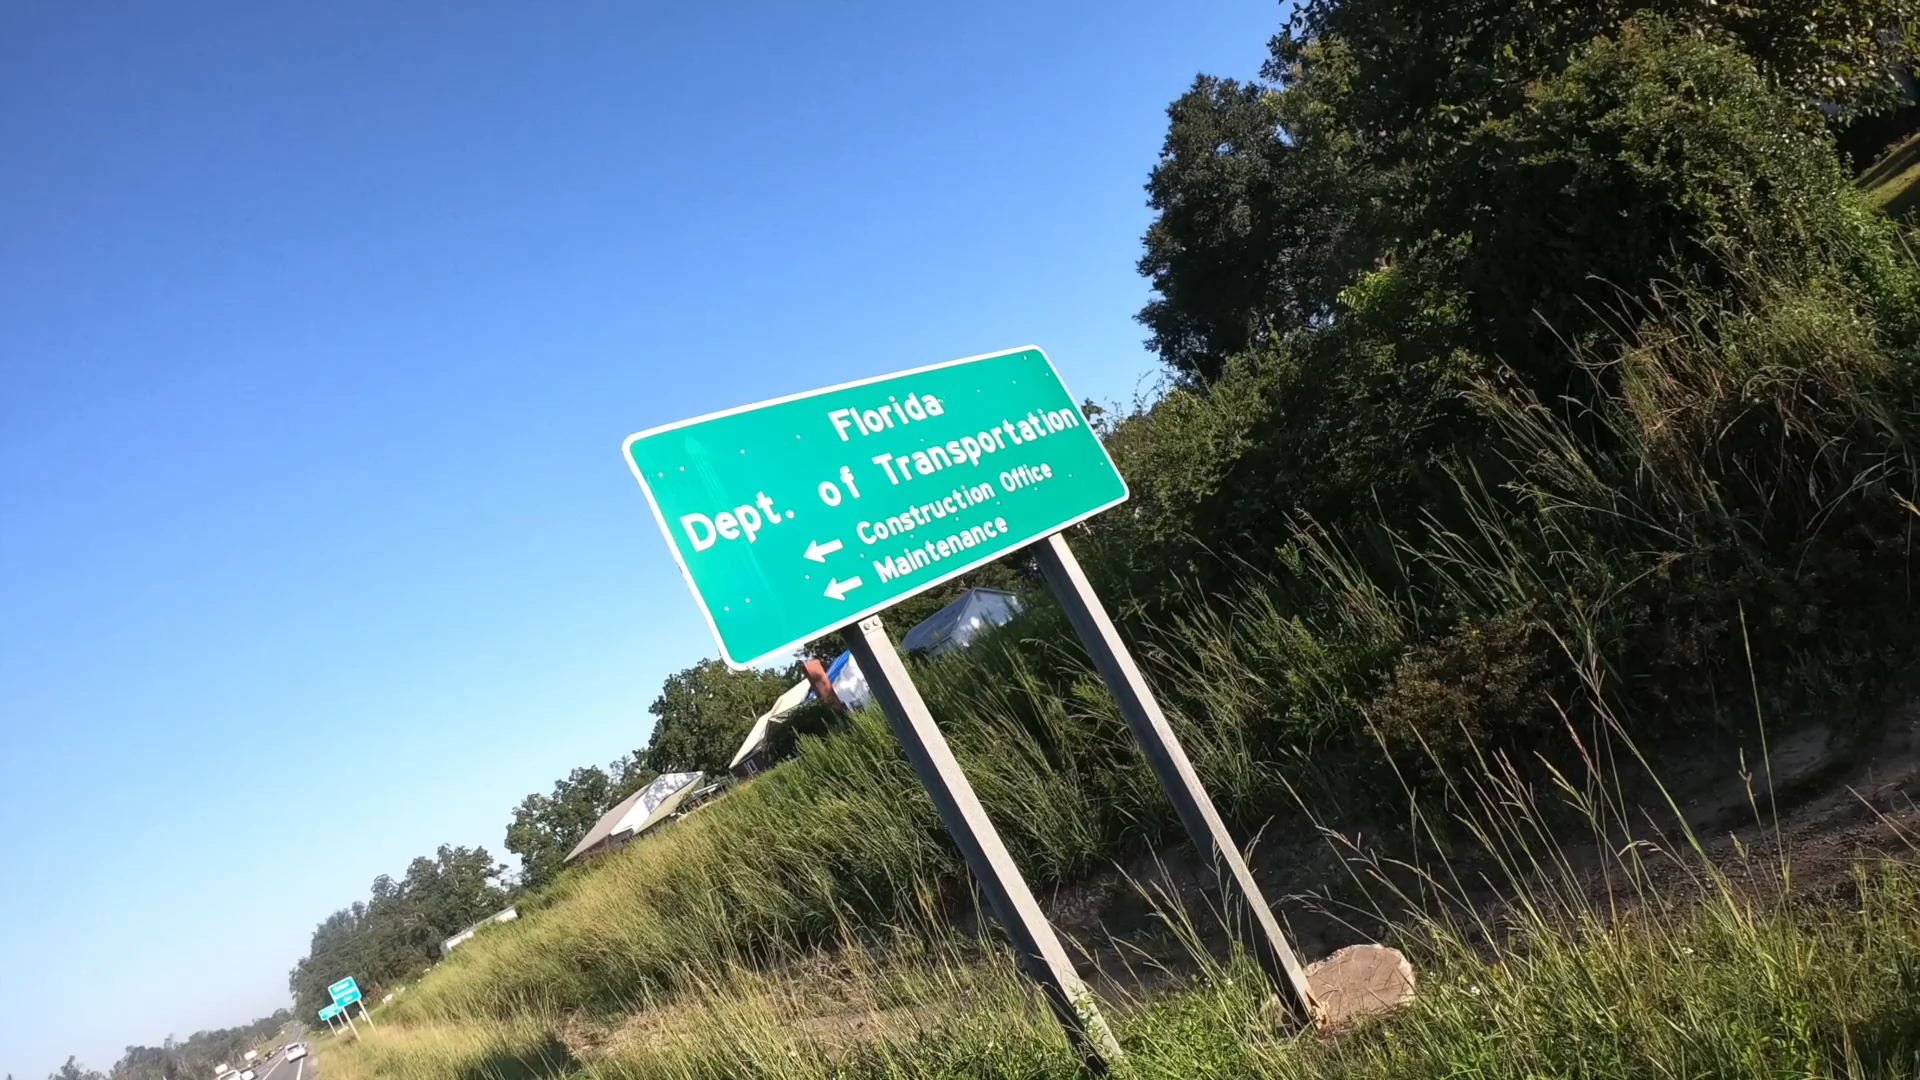 Florida
Dept. of Transportation
← Construction Office
← Maintenance